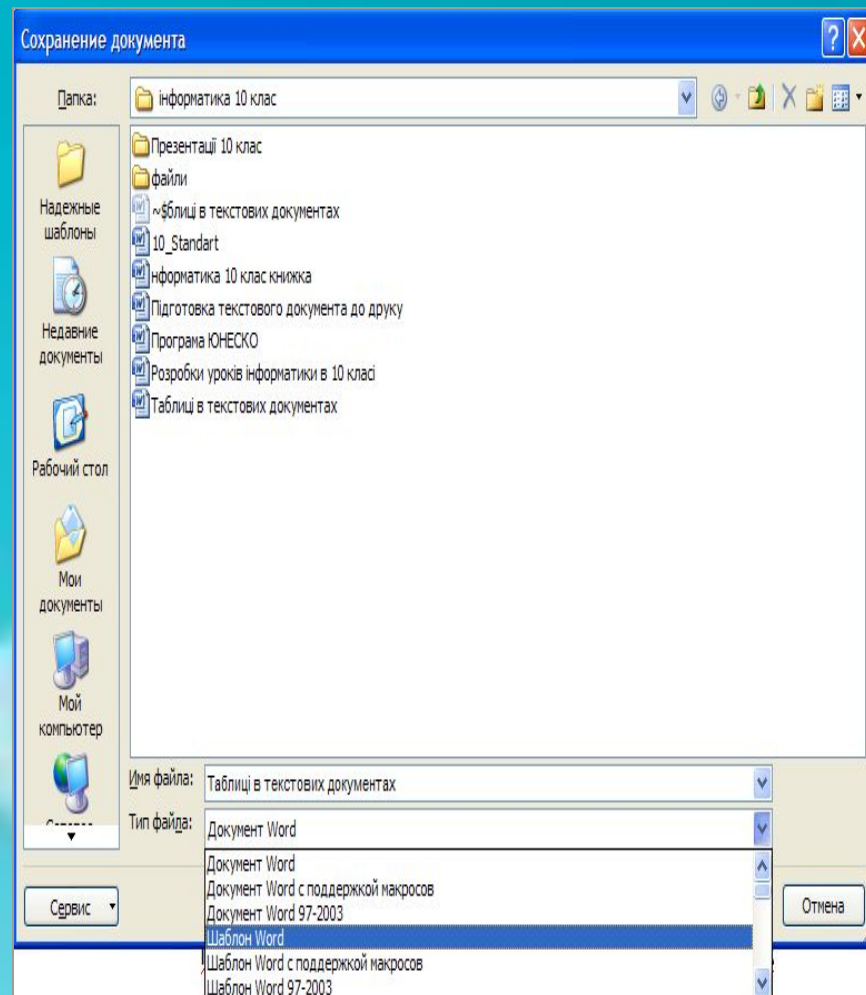 Сохранение документа
Папка:
інформатика 10 клас
Надежные
шаблоны
Недавние
документы
Рабочий стол
Мои
документы
Мой
компьютер
Презентації 10 клас
файли
~$блиці в текстових документах
10_Standart
нформатика 10 клас книжка
Підготовка текстового документа до друку
Програма ЮНЕСКО
Розробки уроків інформатики в 10 класі
Таблиці в текстових документах
Имя файла:
Таблиці в текстових документах
Тип файла:
Документ Word
Документ Word
Документ Word с поддержкой макросов
Документ Word 97-2003
Шаблон Word
Шаблон Word с поддержкой макросов
Шаблон Word 97-2003
Сервис
Отмена